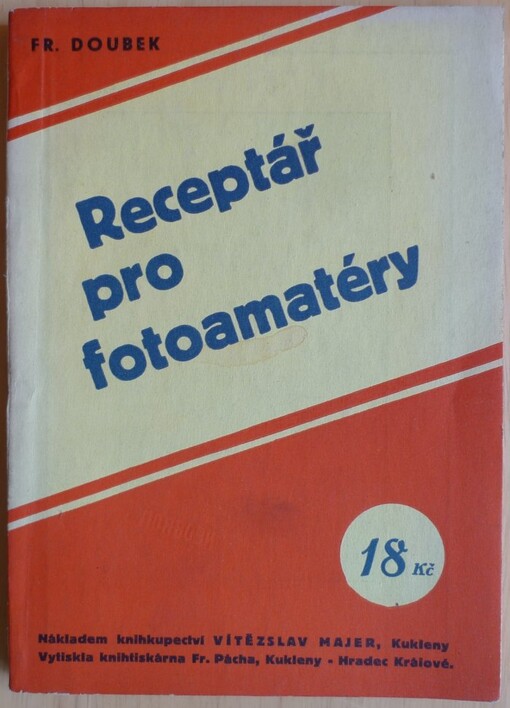 FR. DOUBEK
Receptář
pro
fotoamatéry
18 Kč
Nákladem knihkupectví VÍTĚZSLAV MAJER, Kukleny
Vytiskla knihtiskárna Fr. Pácha, Kukleny - Hradec Králové.